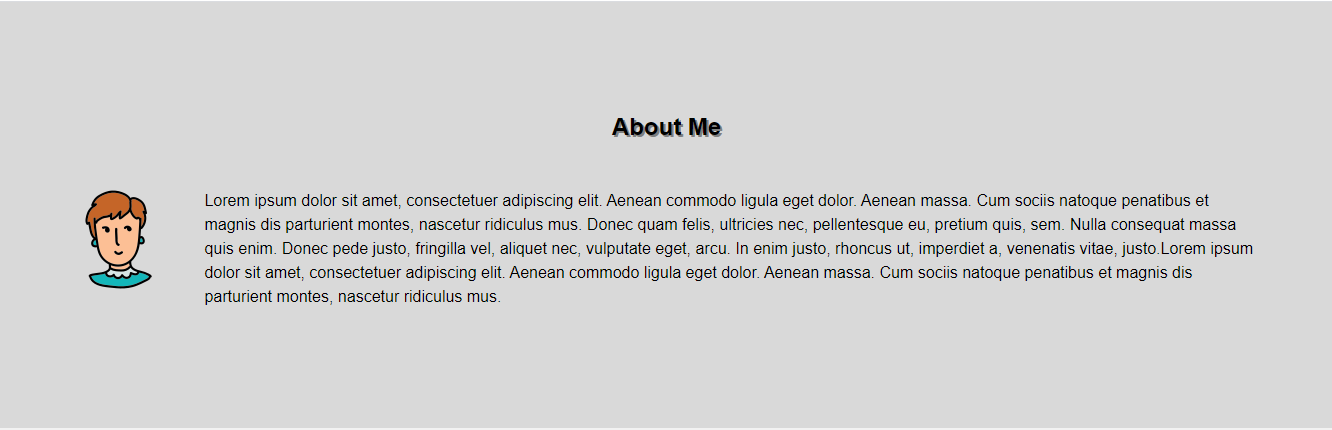 About Me
Lorem ipsum dolor sit amet, consectetuer adipiscing elit. Aenean commodo ligula eget dolor. Aenean massa. Cum sociis natoque penatibus et
magnis dis parturient montes, nascetur ridiculus mus. Donec quam felis, ultricies nec, pellentesque eu, pretium quis, sem. Nulla consequat massa
quis enim. Donec pede justo, fringilla vel, aliquet nec, vulputate eget, arcu. In enim justo, rhoncus ut, imperdiet a, venenatis vitae, justo.Lorem ipsum
dolor sit amet, consectetuer adipiscing elit. Aenean commodo ligula eget dolor. Aenean massa. Cum sociis natoque penatibus et magnis dis
parturient montes, nascetur ridiculus mus.